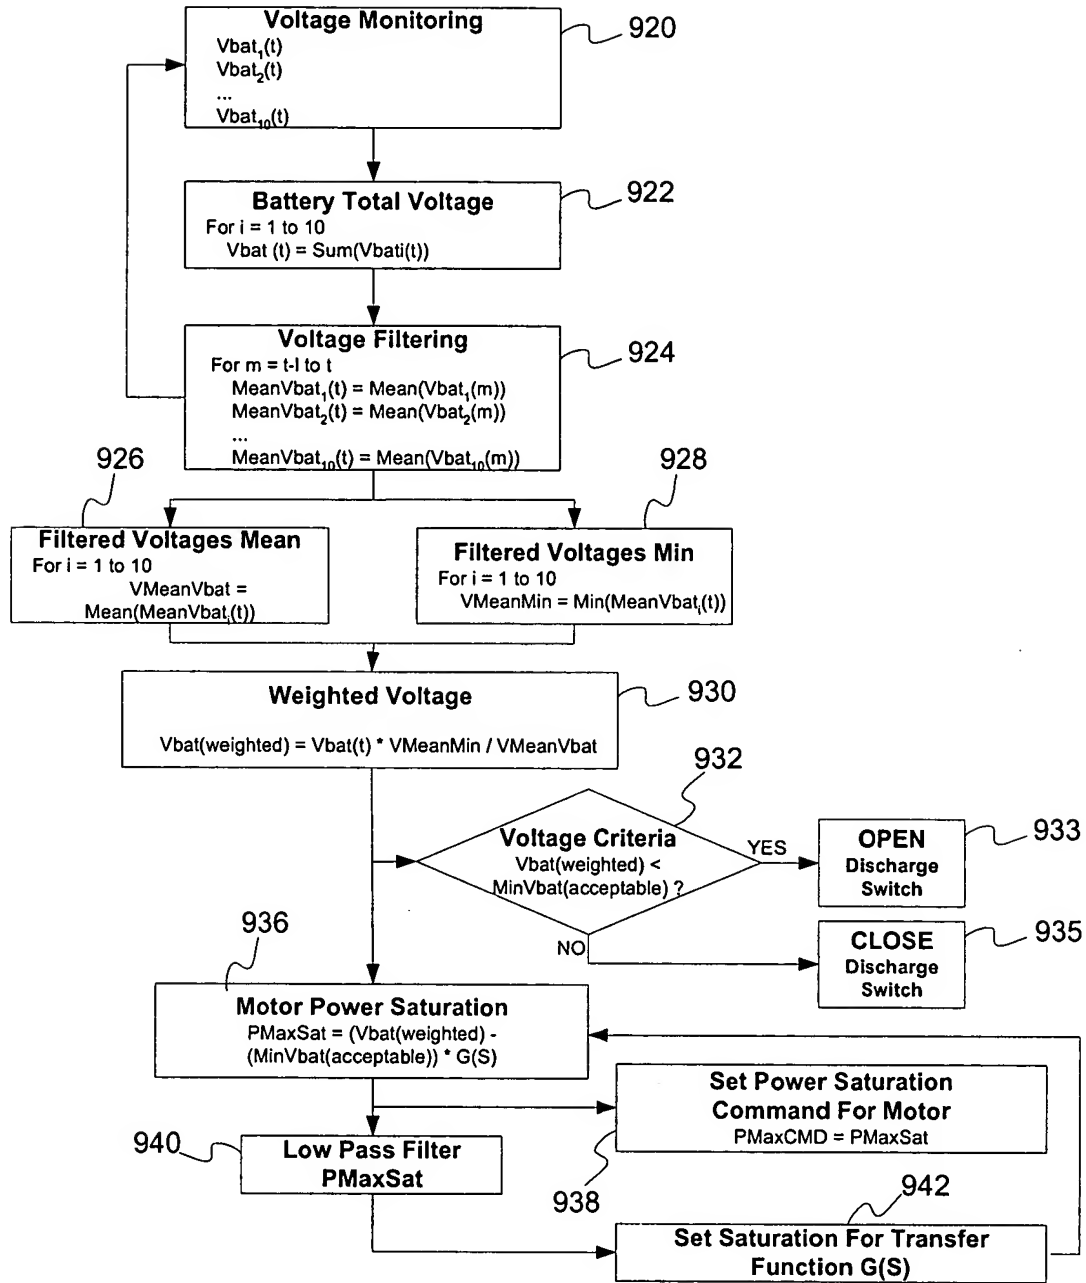 Voltage Monitoring
920
Vbat1(t)
Vbat2(t)
...
Vbat10(t)
Battery Total Voltage
922
For i = 1 to 10
Vbat (t) = Sum(Vbati(t))
Voltage Filtering
924
For m = t-I to t
MeanVbat1(t) = Mean(Vbat1(m))
MeanVbat2(t) = Mean(Vbat2(m))
...
MeanVbat10(t) = Mean(Vbat10(m))
926
928
Filtered Voltages Mean
For i = 1 to 10
VMeanVbat =
Mean(MeanVbati(t))
Filtered Voltages Min
For i = 1 to 10
VMeanMin = Min(MeanVbati(t))
Weighted Voltage
930
Vbat(weighted) = Vbat(t) * VMeanMin / VMeanVbat
932
Voltage Criteria
Vbat(weighted) <
MinVbat(acceptable) ?
YES
OPEN
Discharge
Switch
933
NO
CLOSE
Discharge
Switch
935
936
Motor Power Saturation
PMaxSat = (Vbat(weighted) -
(MinVbat(acceptable)) * G(S)
Set Power Saturation
Command For Motor
PMaxCMD = PMaxSat
938
940
Low Pass Filter
PMaxSat
942
Set Saturation For Transfer
Function G(S)